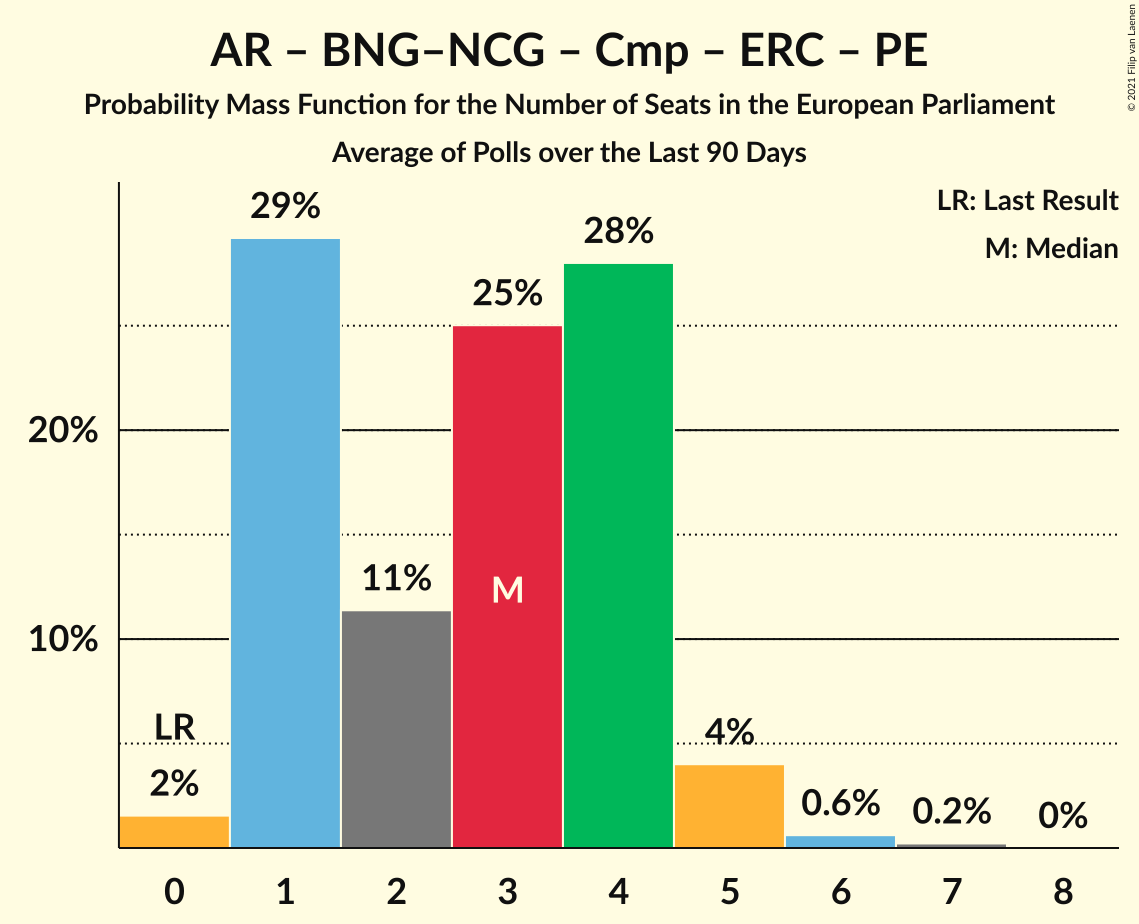 AR – BNG–NCG – Cmp – ERC – PE
Probability Mass Function for the Number of Seats in the European Parliament
Average of Polls over the Last 90 Days
© 2021 Filip van Laenen
LR: Last Result
M: Median
29%
28%
25%
20%
M
11%
10%
LR
4%
2%
0.6%
0.2%
0%
0 1 2 3 4 5 6 7 8